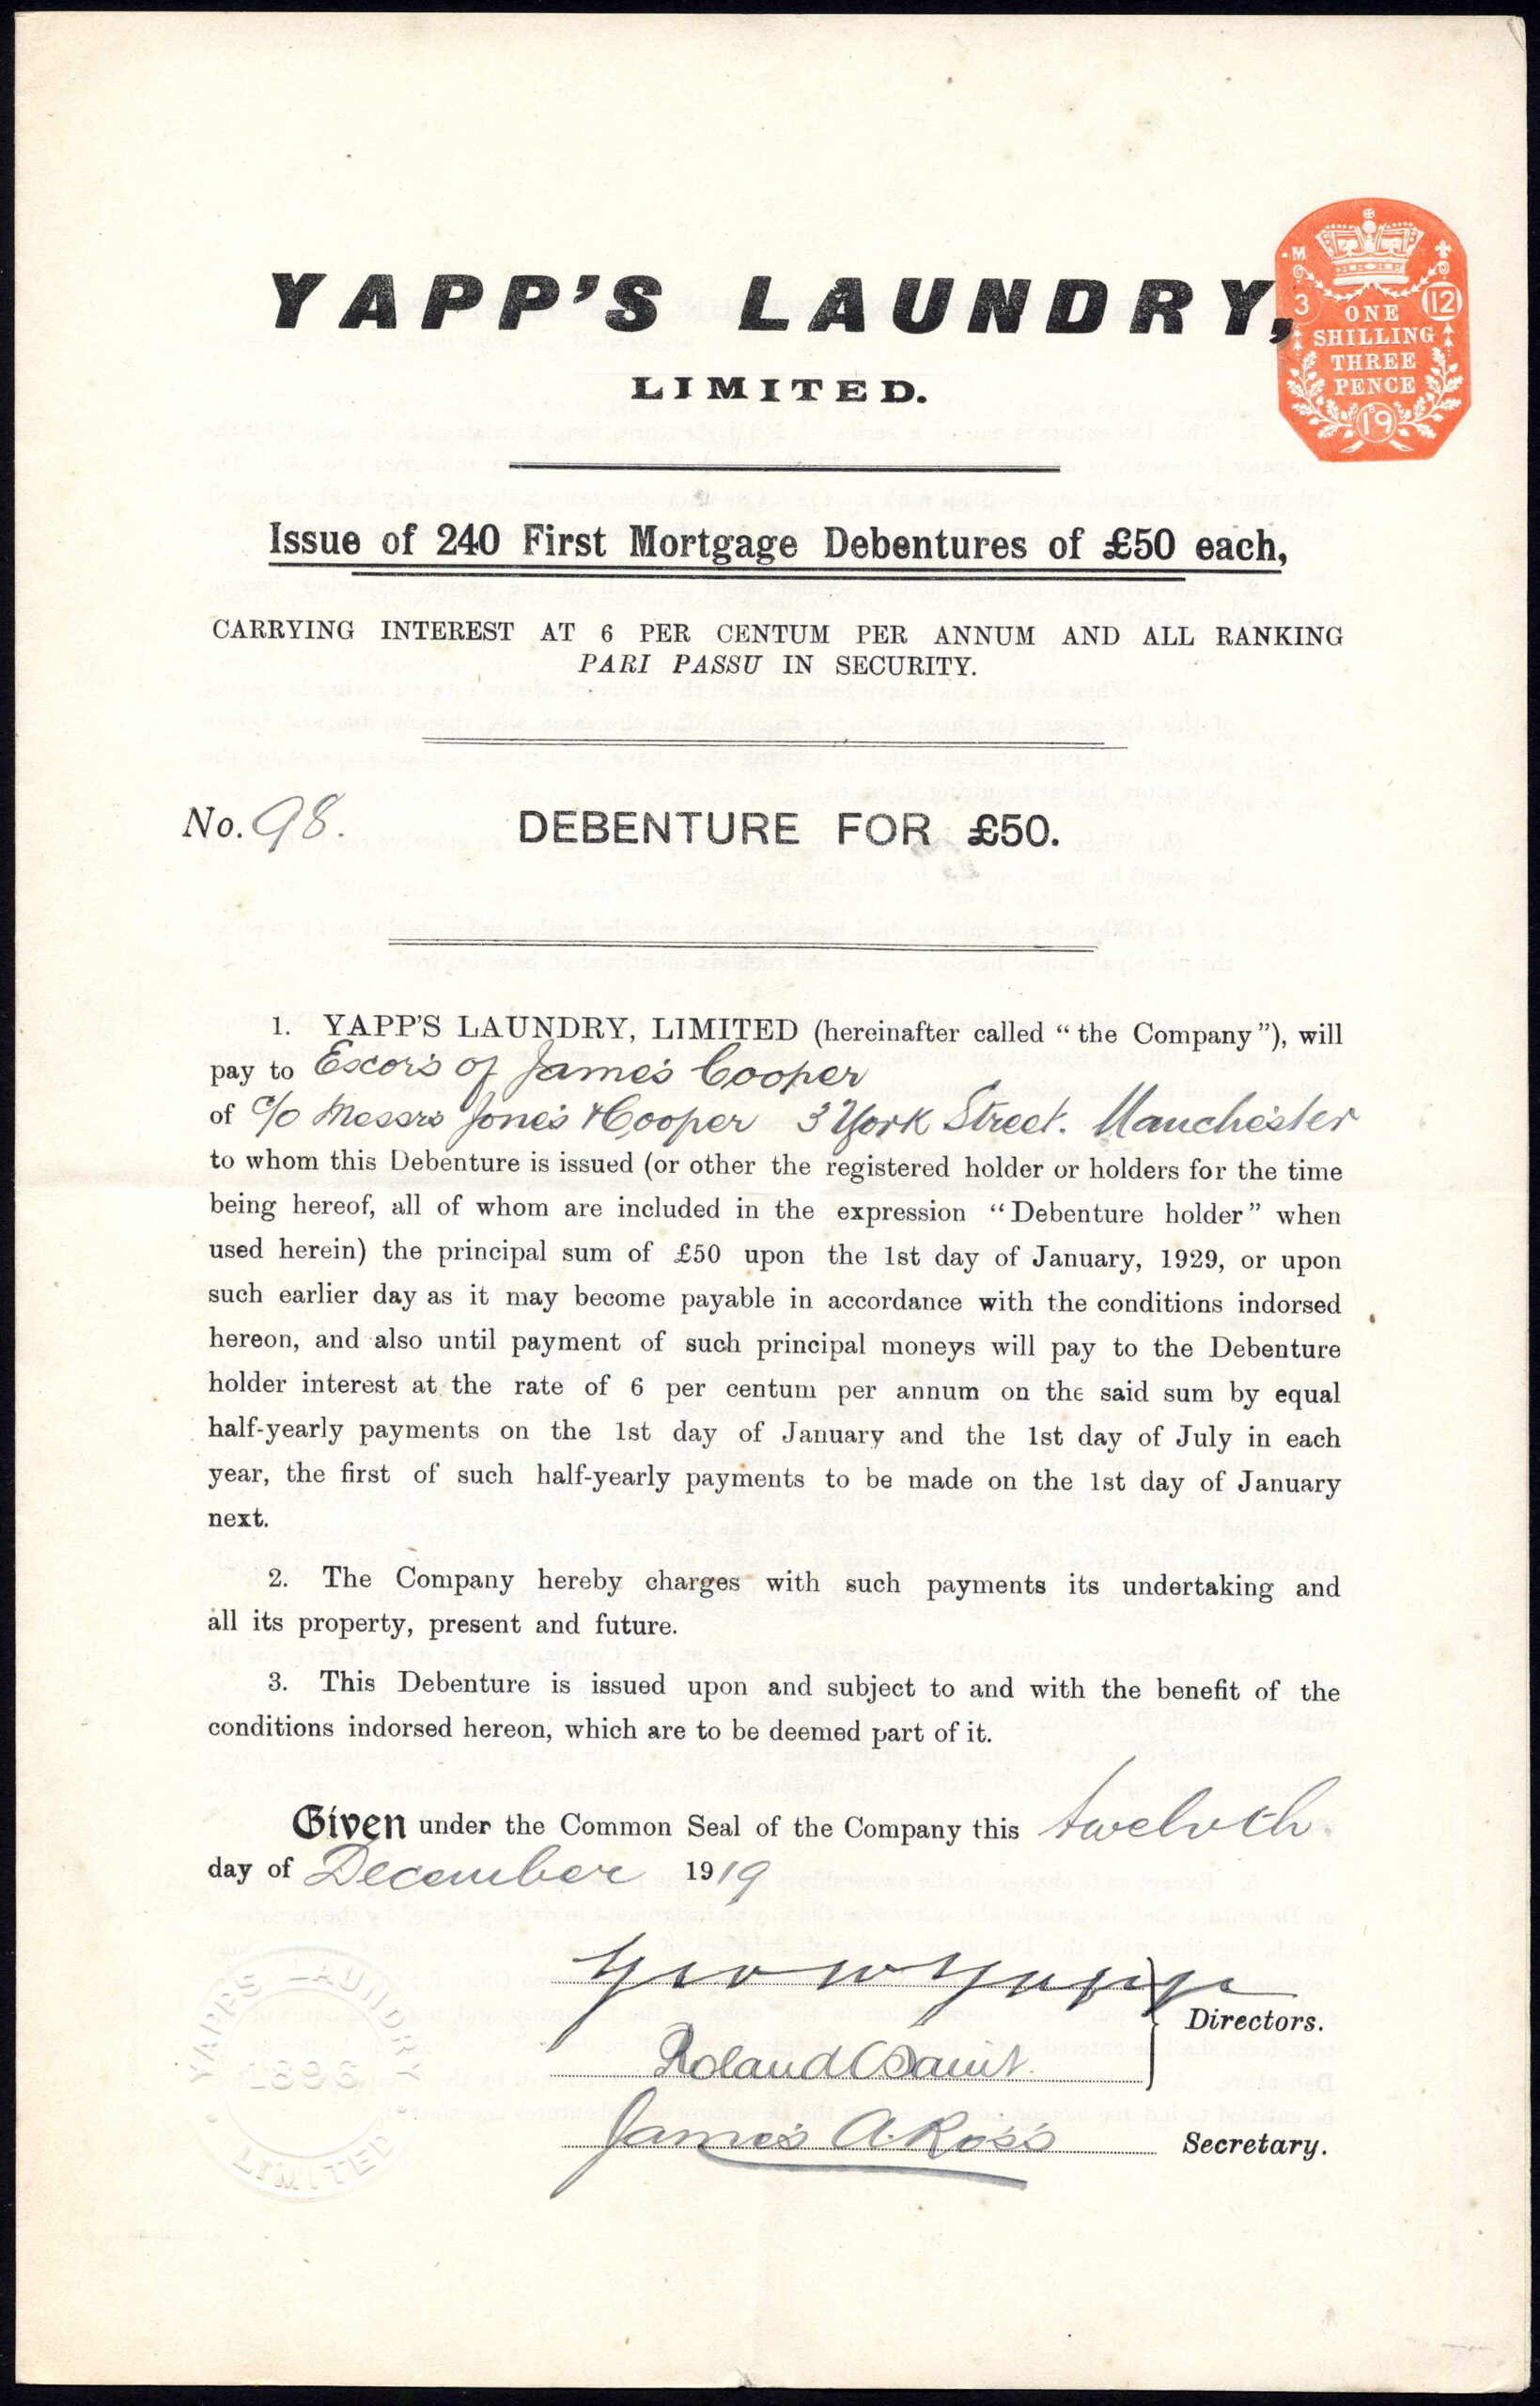 YAPP'S LAUNDRY,
LIMITED.
M
3 12
ONE
SHILLING
THREE
PENCE
19
Issue of 240 First Mortgage Debentures of £50 each,
CARRYING INTEREST AT 6 PER CENTUM PER ANNUM AND ALL RANKING
PARI PASSU IN SECURITY.
No. 98. DEBENTURE FOR £50.
1. YAPP'S LAUNDRY, LIMITED (hereinafter called "the Company"), will
pay to Excors of James Cooper
of c/o Messrs Jones & Cooper 3 York Street. Manchester
to whom this Debenture is issued (or other the registered holder or holders for the time
being hereof, all of whom are included in the expression "Debenture holder" when
used herein) the principal sum of £50 upon the 1st day of January, 1929, or upon
such earlier day as it may become payable in accordance with the conditions indorsed
hereon, and also until payment of such principal moneys will pay to the Debenture
holder interest at the rate of 6 per centum per annum on the said sum by equal
half-yearly payments on the 1st day of January and the 1st day of July in each
year, the first of such half-yearly payments to be made on the 1st day of January
next.
2. The Company hereby charges with such payments its undertaking and
all its property, present and future.
3. This Debenture is issued upon and subject to and with the benefit of the
conditions indorsed hereon, which are to be deemed part of it.
Given under the Common Seal of the Company this twelvth
day of December 1919
Geo W Yapp
Directors.
Roland
James A. Ross Secretary.
YAPP'S LAUNDRY
1896
LIMITED